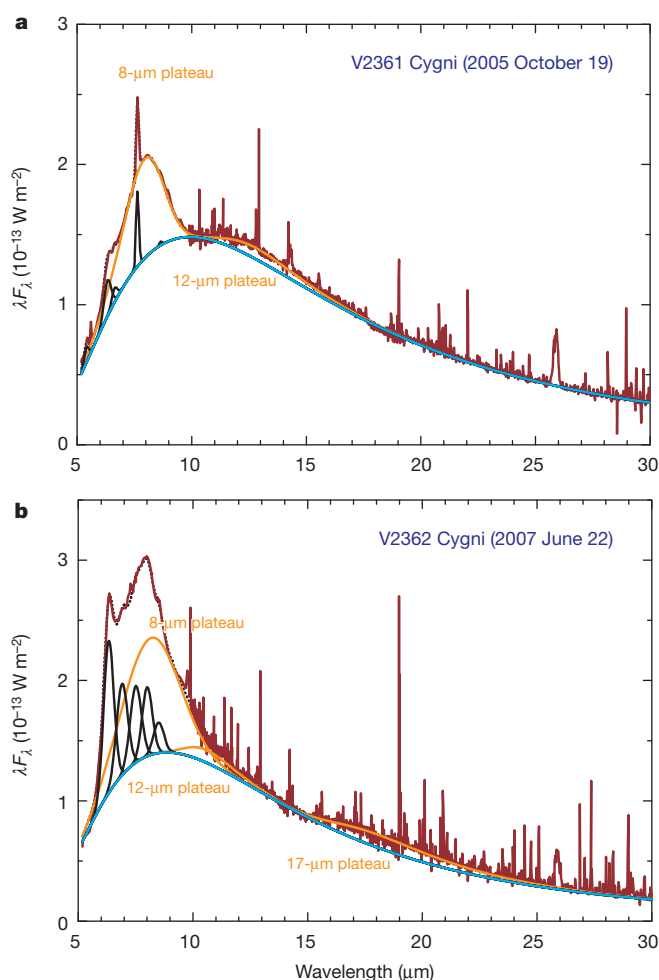 a
3
V2361 Cygni (2005 October 19)
8-μm plateau
2
λFλ (10⁻¹³ W m⁻²)
12-μm plateau
1
0
5 10 15 20 25 30
b
V2362 Cygni (2007 June 22)
3
8-μm plateau
2
λFλ (10⁻¹³ W m⁻²)
12-μm plateau
1
17-μm plateau
0
5 10 15 20 25 30
Wavelength (μm)